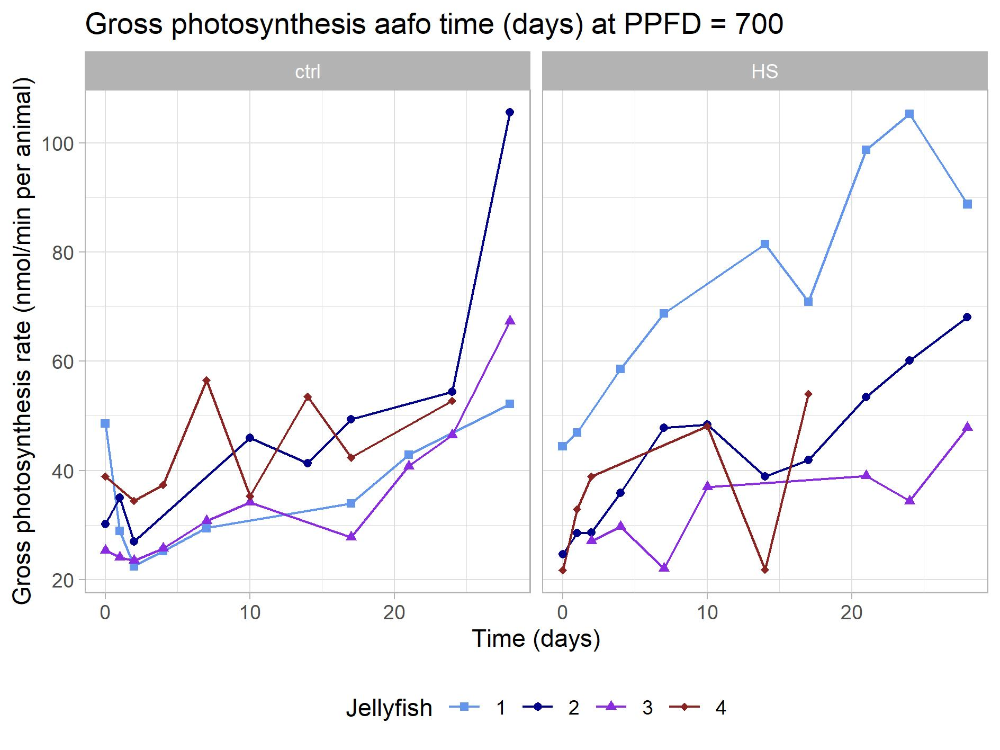 Gross photosynthesis aafo time (days) at PPFD = 700
ctrl
HS
Gross photosynthesis rate (nmol/min per animal)
100
80
60
40
20
0 10 20
0 10 20
Time (days)
Jellyfish 1 2 3 4